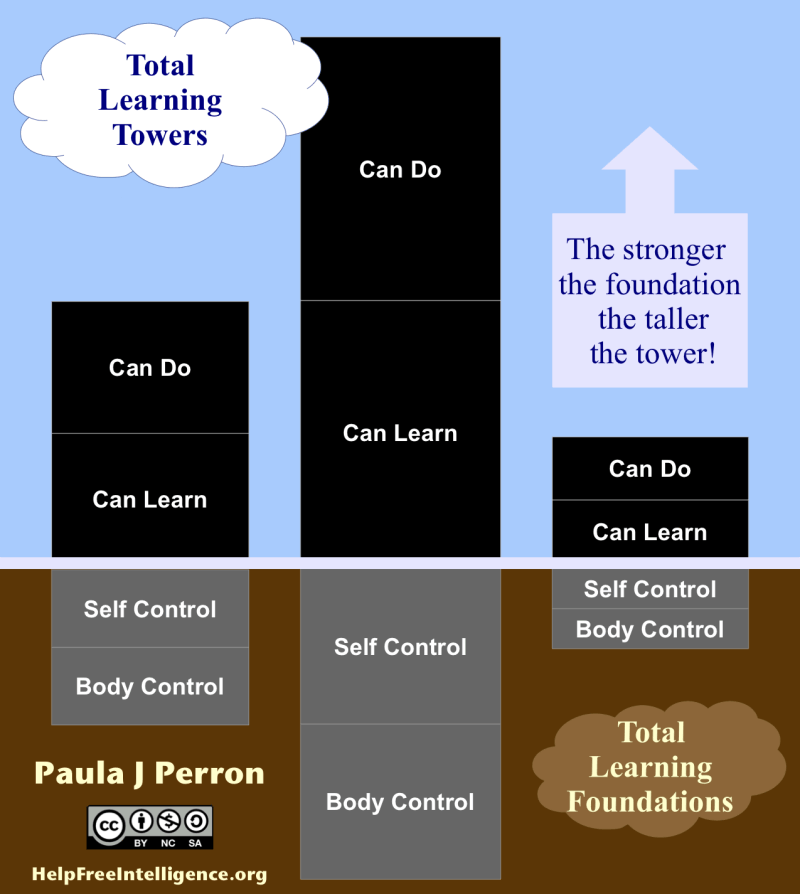 Total
Learning
Towers
Can Do
Can Learn
Self Control
Body Control
Can Do
Can Learn
Self Control
Body Control
The stronger
the foundation
the taller
the tower!
Can Do
Can Learn
Self Control
Body Control
Total
Learning
Foundations
Paula J Perron
cc
BY NC SA
HelpFreeIntelligence.org